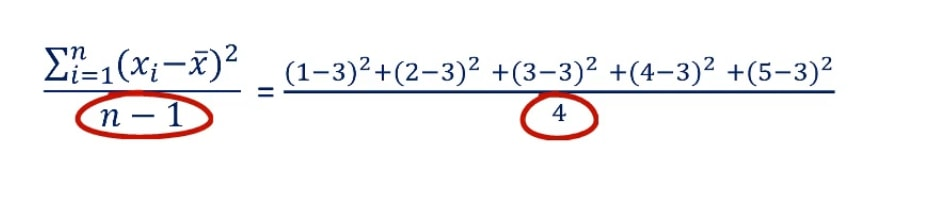 ∑ⁿᵢ₌₁(xᵢ−x̄)² / n − 1 = (1−3)²+(2−3)² +(3−3)² +(4−3)² +(5−3)² / 4